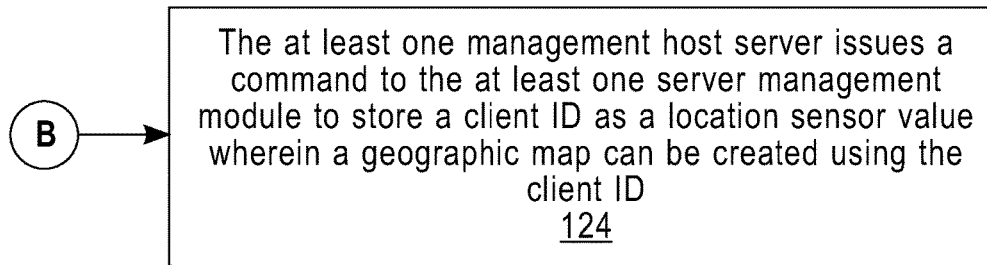 The at least one management host server issues a
command to the at least one server management
module to store a client ID as a location sensor value
B
wherein a geographic map can be created using the
client ID
124